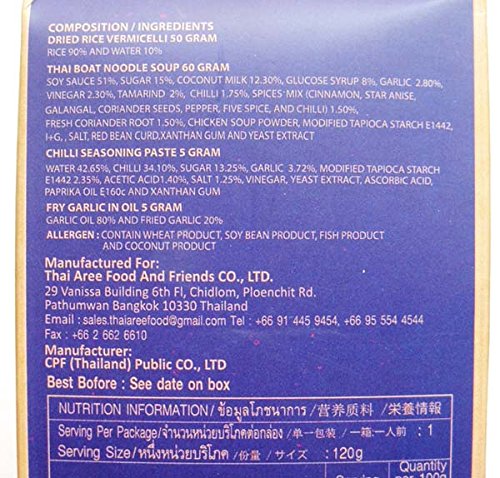 COMPOSITION / INGREDIENTS
DRIED RICE VERMICELLI 50 GRAM
RICE 90% AND WATER 10%
THAI BOAT NOODLE SOUP 60 GRAM
SOY SAUCE 51%, SUGAR 15%, COCONUT MILK 12.30%, GLUCOSE SYRUP 8%, GARLIC 2.80%,
VINEGAR 2.30%, TAMARIND 2%, CHILLI 1.75%, SPICES' MIX (CINNAMON, STAR ANISE,
GALANGAL, CORIANDER SEEDS, PEPPER, FIVE SPICE, AND CHILLI) 1.50%,
FRESH CORIANDER ROOT 1.50%, CHICKEN SOUP POWDER, MODIFIED TAPIOCA STARCH E1442,
I+G, , SALT, RED BEAN CURD,XANTHAN GUM AND YEAST EXTRACT
CHILLI SEASONING PASTE 5 GRAM
WATER 42.65%, CHILLI 34.10%, SUGAR 13.25%, GARLIC 3.72%, MODIFIED TAPIOCA STARCH
E1442 2.35%, ACETIC ACID1.40%, SALT 1.25%, VINEGAR, YEAST EXTRACT, ASCORBIC ACID,
PAPRIKA OIL E160c AND XANTHAN GUM
FRY GARLIC IN OIL 5 GRAM
GARLIC OIL 80% AND FRIED GARLIC 20%
ALLERGEN : CONTAIN WHEAT PRODUCT, SOY BEAN PRODUCT, FISH PRODUCT
AND COCONUT PRODUCT
Manufactured For:
Thai Aree Food And Friends CO., LTD.
29 Vanissa Building 6th Fl, Chidlom, Ploenchit Rd.
Pathumwan Bangkok 10330 Thailand
Email : sales.thaiareefood@gmail.com Tel : +66 91 445 9454, +66 95 554 4544
Fax : +66 2 662 6610
Manufacturer:
CPF (Thailand) Public CO., LTD
Best Bofore : See date on box
NUTRITION INFORMATION/ข้อมูลโภชนาการ/营养质料/栄養情報
Serving Per Package/จำนวนหน่วยบริโภคต่อกล่อง/单一包装/一箱:一人前 : 1
Serving Size/หนึ่งหน่วยบริโภค/份量/サイズ : 120g
Quantity
per 100g